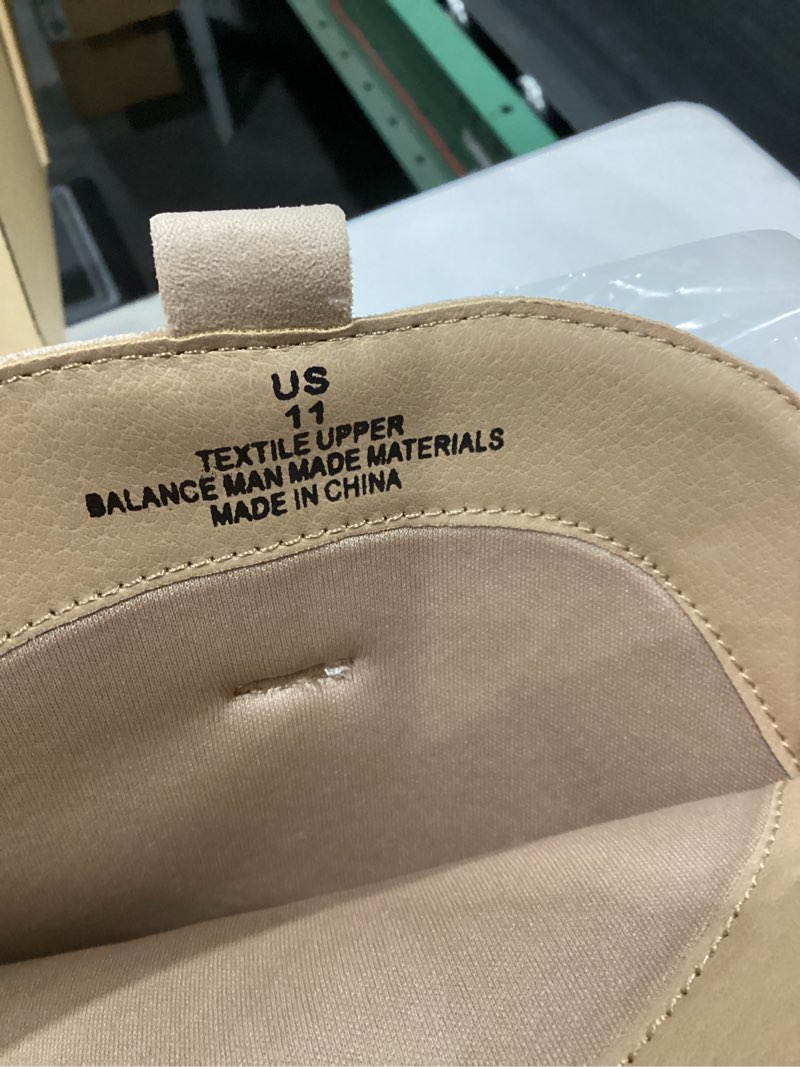 US
11
TEXTILE UPPER
BALANCE MAN MADE MATERIALS
MADE IN CHINA